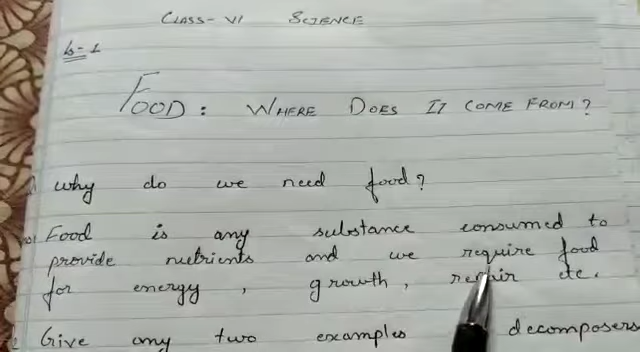 CLASS- VI SCIENCE
L-1
FOOD: WHERE DOES IT COME FROM?
why do we need food?
Food is any substance consumed to
provide nutrients and we require food
for energy, growth, repair etc.
Give any two examples decomposers